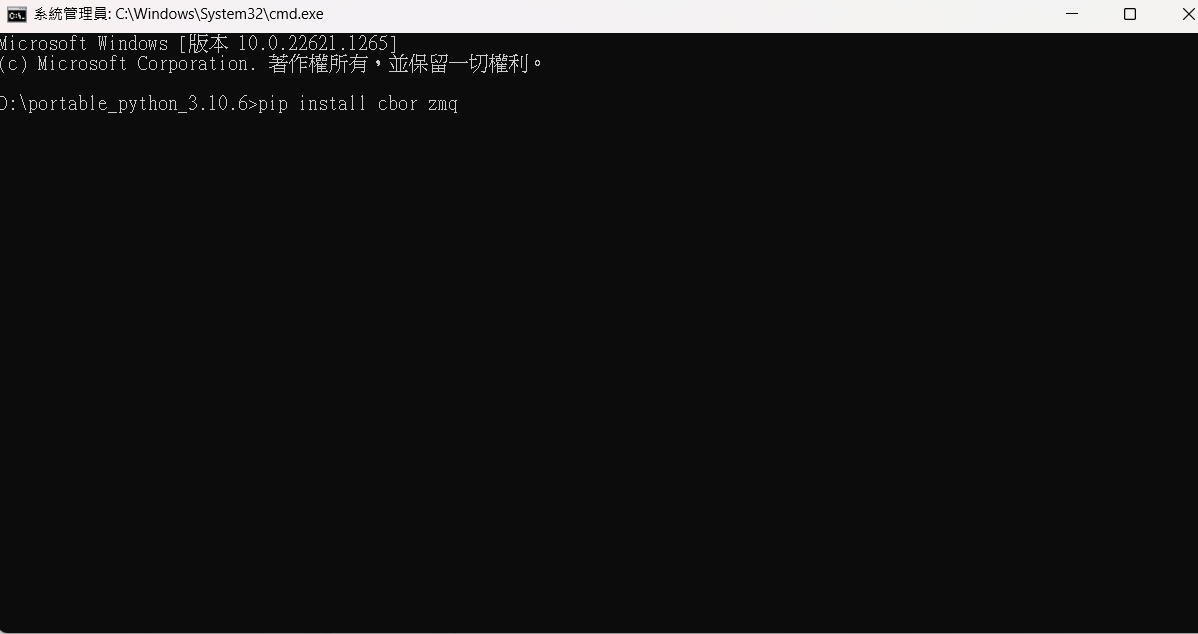 系統管理員: C:\Windows\System32\cmd.exe
Microsoft Windows [版本 10.0.22621.1265]
(c) Microsoft Corporation. 著作權所有，並保留一切權利。
D:\portable_python_3.10.6>pip install cbor zmq